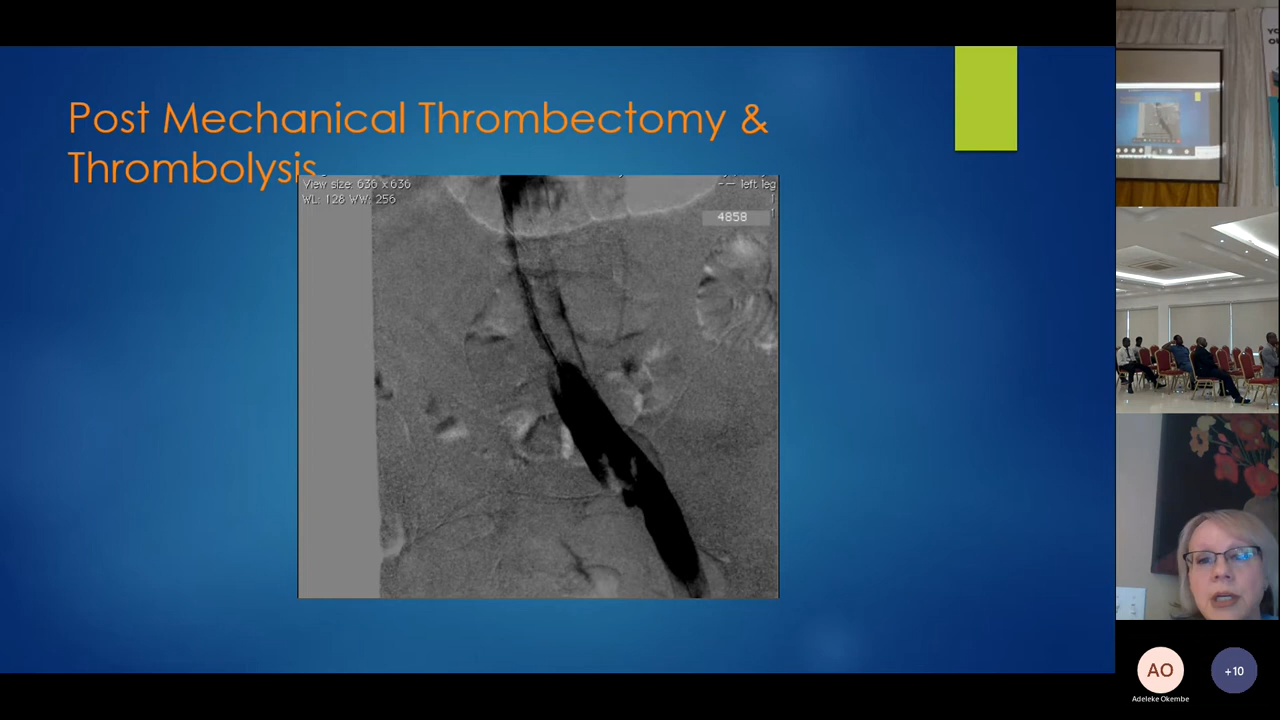 Post Mechanical Thrombectomy &
Thrombolysis
View size: 636 x 636
WL: 128 WW: 256
left leg
4858
AO
Adeleke Okembe
+10